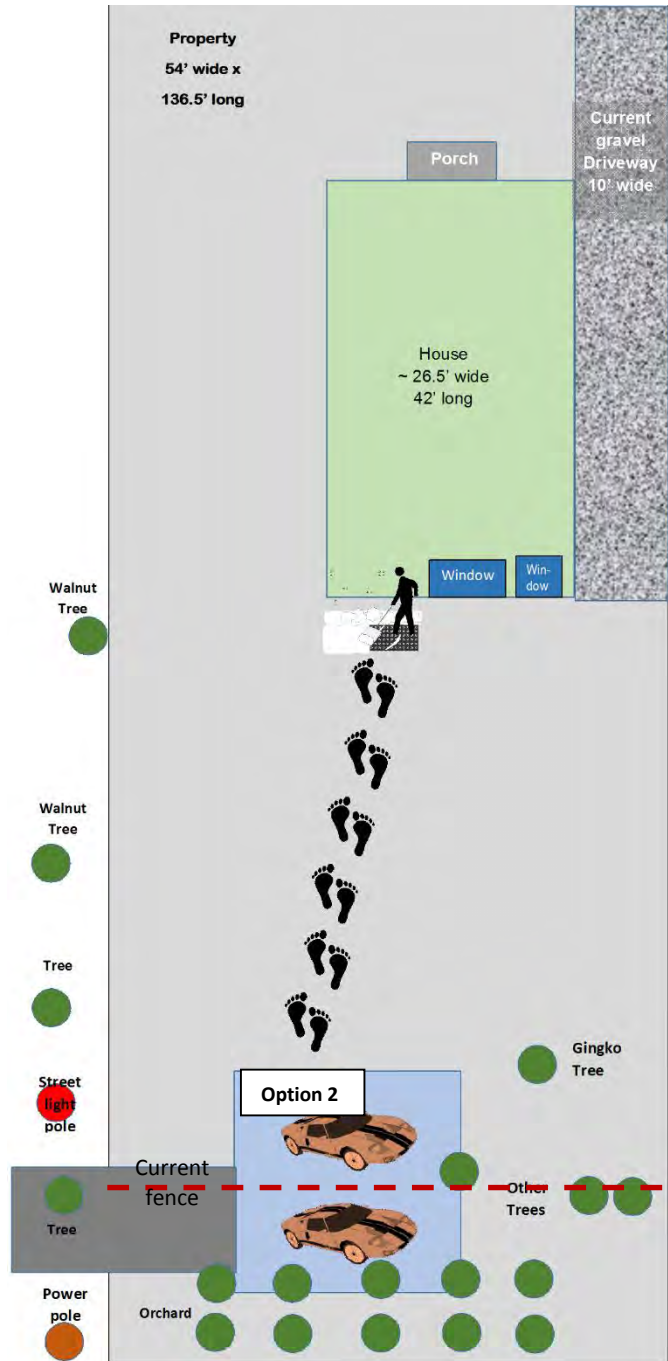 Property
54’ wide x
136.5’ long
Current
gravel
Driveway
10’ wide
Porch
House
~ 26.5’ wide
42’ long
Window
Win-
dow
Walnut
Tree
Walnut
Tree
Tree
Gingko
Tree
Street
light
pole
Option 2
Current
fence
Other
Trees
Tree
Power
pole
Orchard